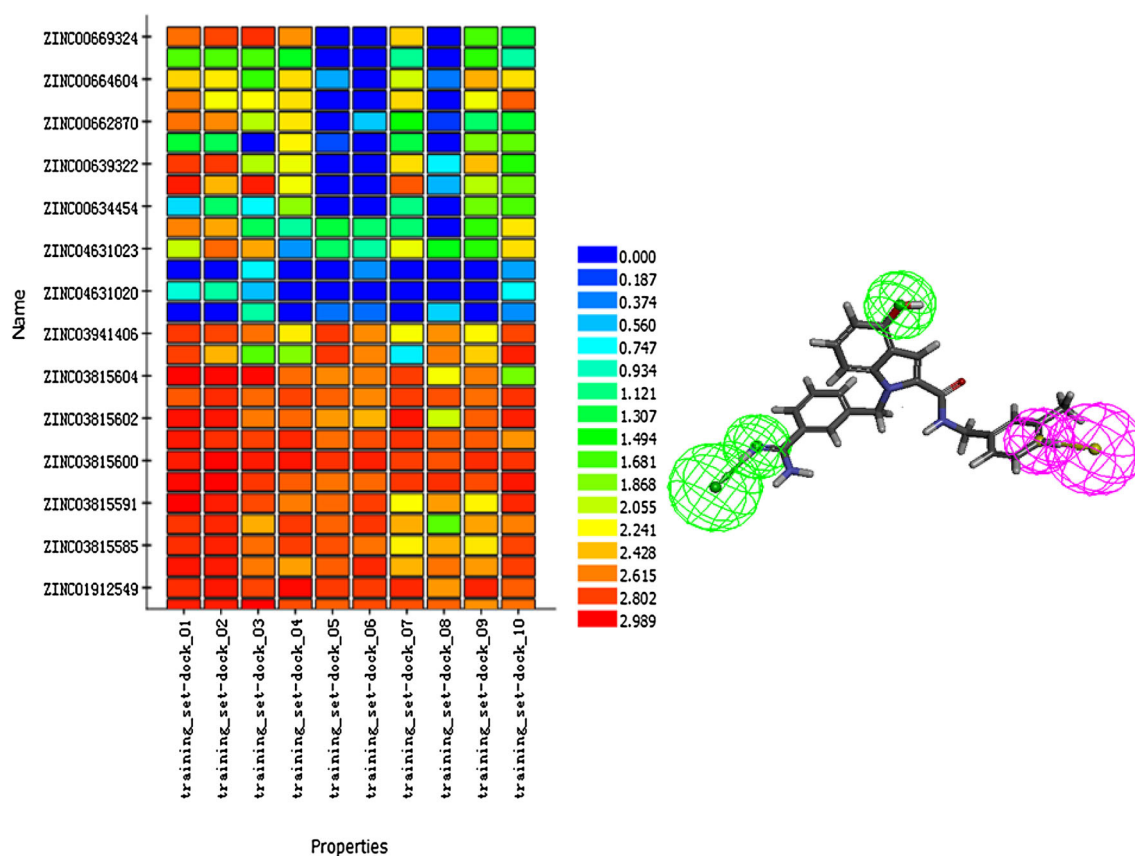 ZINC00669324
ZINC00664604
ZINC00662870
ZINC00639322
ZINC00634454
ZINC04631023
ZINC04631020
ZINC03941406
ZINC03815604
ZINC03815602
ZINC03815600
ZINC03815591
ZINC03815585
ZINC01912549
Name
training_set-dock_01
training_set-dock_02
training_set-dock_03
training_set-dock_04
training_set-dock_05
training_set-dock_06
training_set-dock_07
training_set-dock_08
training_set-dock_09
training_set-dock_10
Properties
0.000
0.187
0.374
0.560
0.747
0.934
1.121
1.307
1.494
1.681
1.868
2.055
2.241
2.428
2.615
2.802
2.989